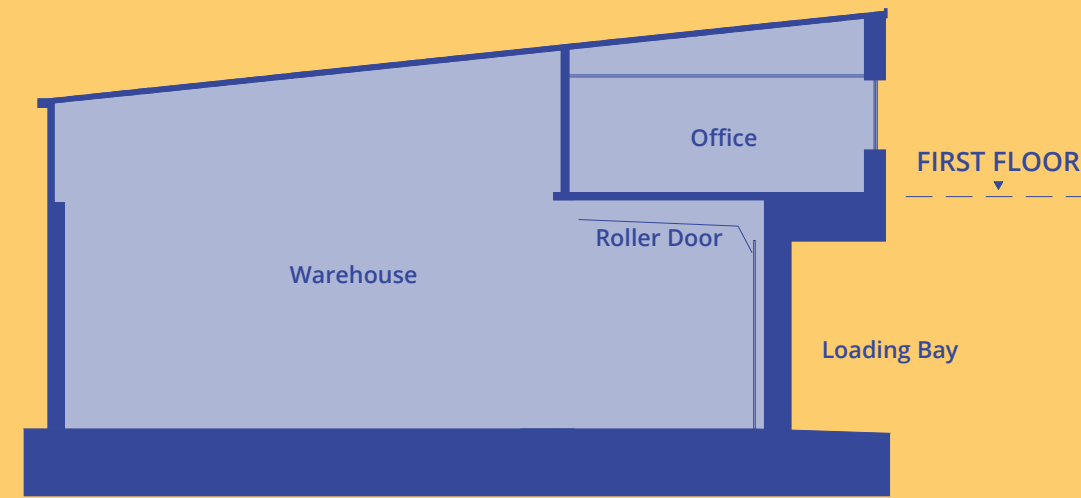 Office
FIRST FLOOR
Roller Door
Warehouse
Loading Bay